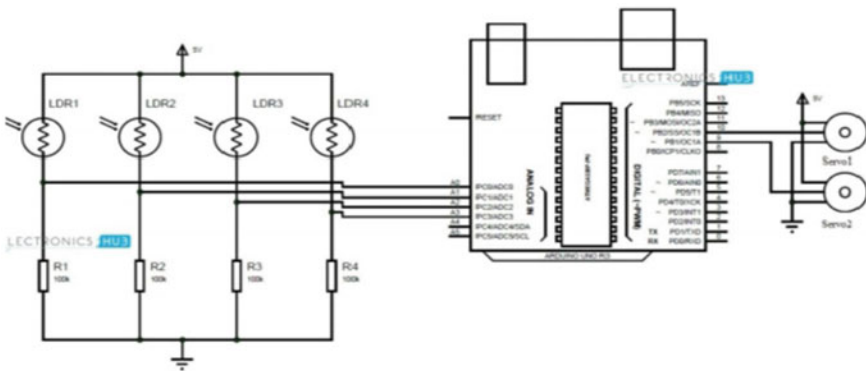 5V
LDR1
LDR2
LDR3
LDR4
R1
100k
R2
100k
R3
100k
R4
100k
LECTRONICS HU3
ELECTRONICS HU3
RESET
AREF
PB5/SCK
PB4/MISO
PB3/MOSI/OC2A
PB2/SS/OC1B
PB1/OC1A
PB0/ICP1/CLKO
PD7/AIN1
PD6/AIN0
PD5/T1
PD4/T0/XCK
PD3/INT1
PD2/INT0
TX PD1/TXD
RX PD0/RXD
13
12
11
10
9
8
7
6
5
4
3
2
1
0
A0 PC0/ADC0
A1 PC1/ADC1
A2 PC2/ADC2
A3 PC3/ADC3
A4 PC4/ADC4/SDA
A5 PC5/ADC5/SCL
ANALOG IN
DIGITAL (~PWM)
ARDUINO UNO R3
5V
Servo1
Servo2